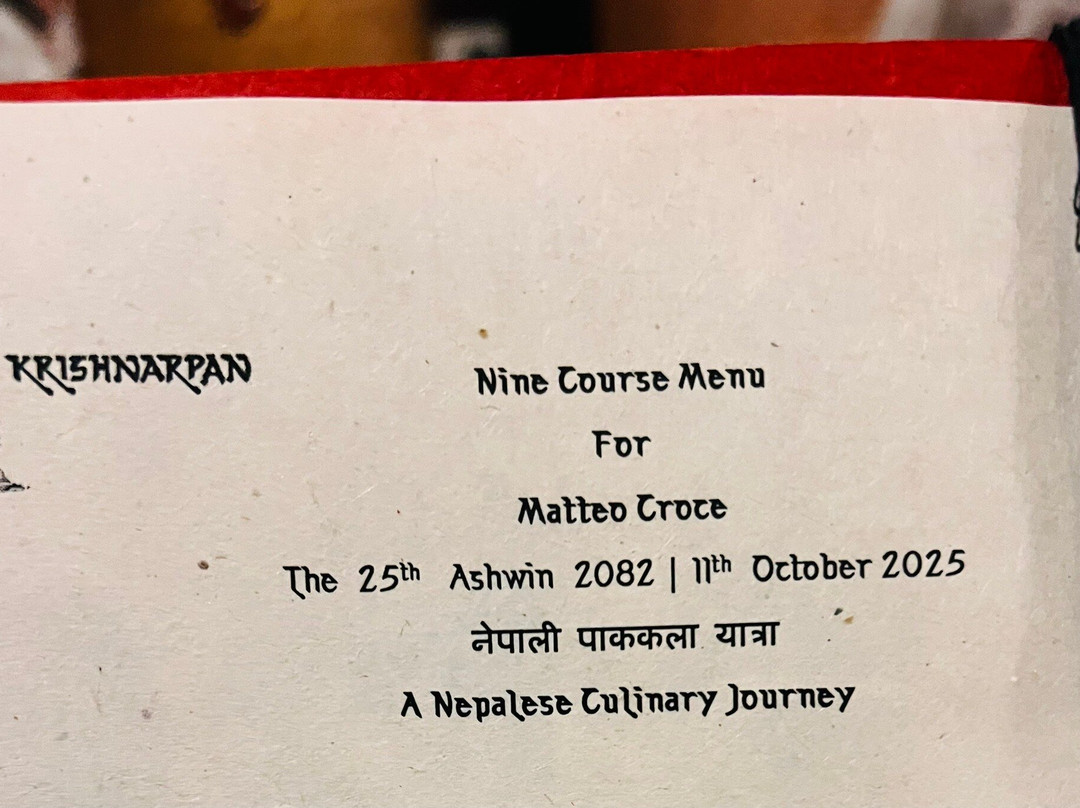 KRISHNARPAN
Nine Course Menu
For
Matteo Croce
The 25th Ashwin 2082 | 11th October 2025
नेपाली पाककला यात्रा
A Nepalese Culinary Journey